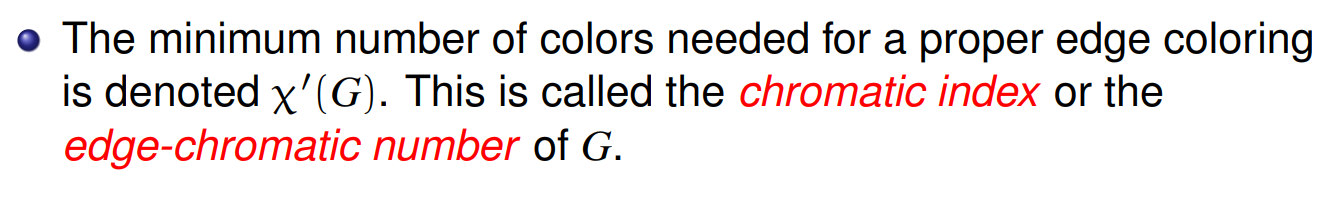 The minimum number of colors needed for a proper edge coloring
is denoted χ′(G). This is called the chromatic index or the
edge-chromatic number of G.